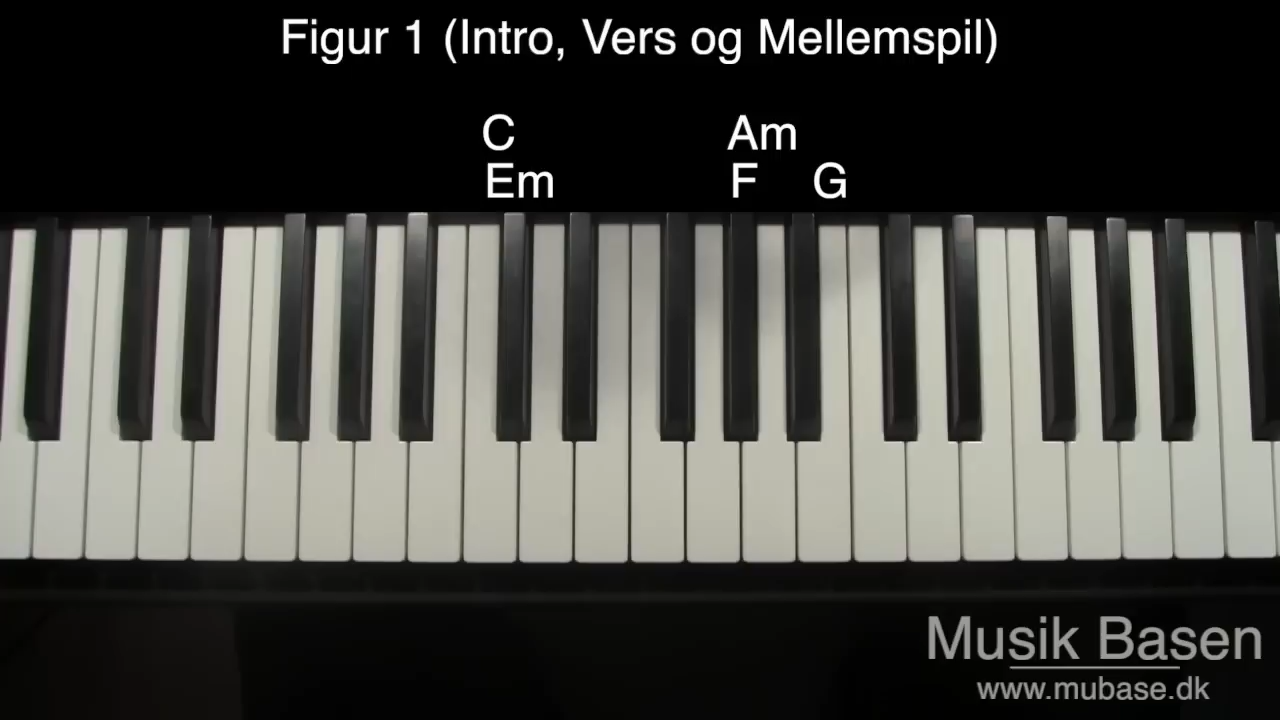 Figur 1 (Intro, Vers og Mellemspil)
C Am
Em F G
Musik Basen
www.mubase.dk